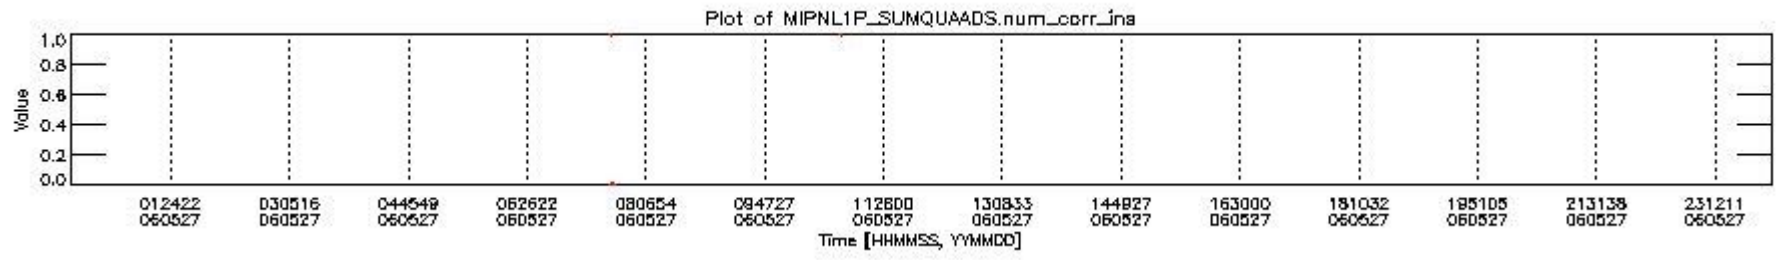 Plot of MIPNL1P_SUMQUAADS.num_corr_ins
1.0
0.8
0.6
0.4
0.2
0.0
Value
012422 030516 044549 062622 080654 094727 112800 130833 144927 163000 181032 195105 213138 231211
060527 060527 060527 060527 060527 060527 060527 060527 060527 060527 060527 060527 060527 060527
Time [HHMMSS, YYMMDD]